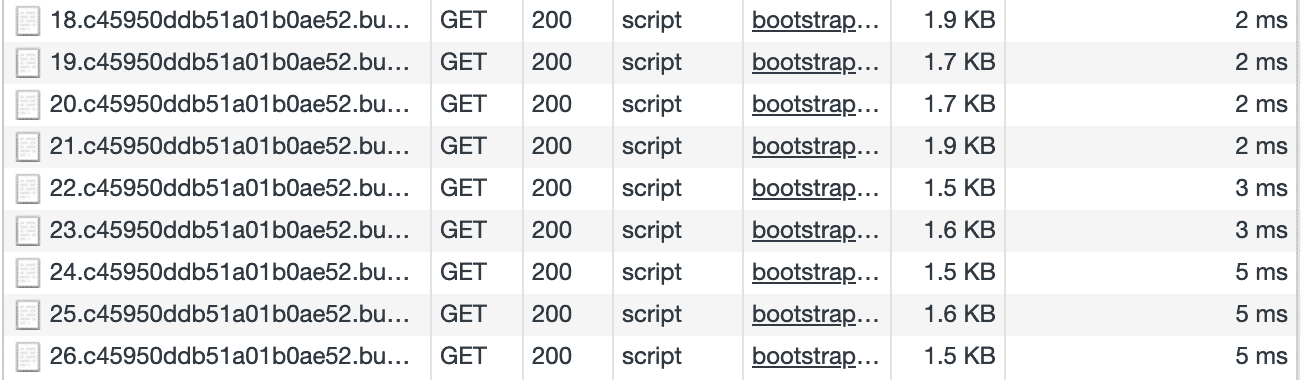 18.c45950ddb51a01b0ae52.bu... GET 200 script bootstrap... 1.9 KB 2 ms
19.c45950ddb51a01b0ae52.bu... GET 200 script bootstrap... 1.7 KB 2 ms
20.c45950ddb51a01b0ae52.bu... GET 200 script bootstrap... 1.7 KB 2 ms
21.c45950ddb51a01b0ae52.bu... GET 200 script bootstrap... 1.9 KB 2 ms
22.c45950ddb51a01b0ae52.bu... GET 200 script bootstrap... 1.5 KB 3 ms
23.c45950ddb51a01b0ae52.bu... GET 200 script bootstrap... 1.6 KB 3 ms
24.c45950ddb51a01b0ae52.bu... GET 200 script bootstrap... 1.5 KB 5 ms
25.c45950ddb51a01b0ae52.bu... GET 200 script bootstrap... 1.6 KB 5 ms
26.c45950ddb51a01b0ae52.bu... GET 200 script bootstrap... 1.5 KB 5 ms